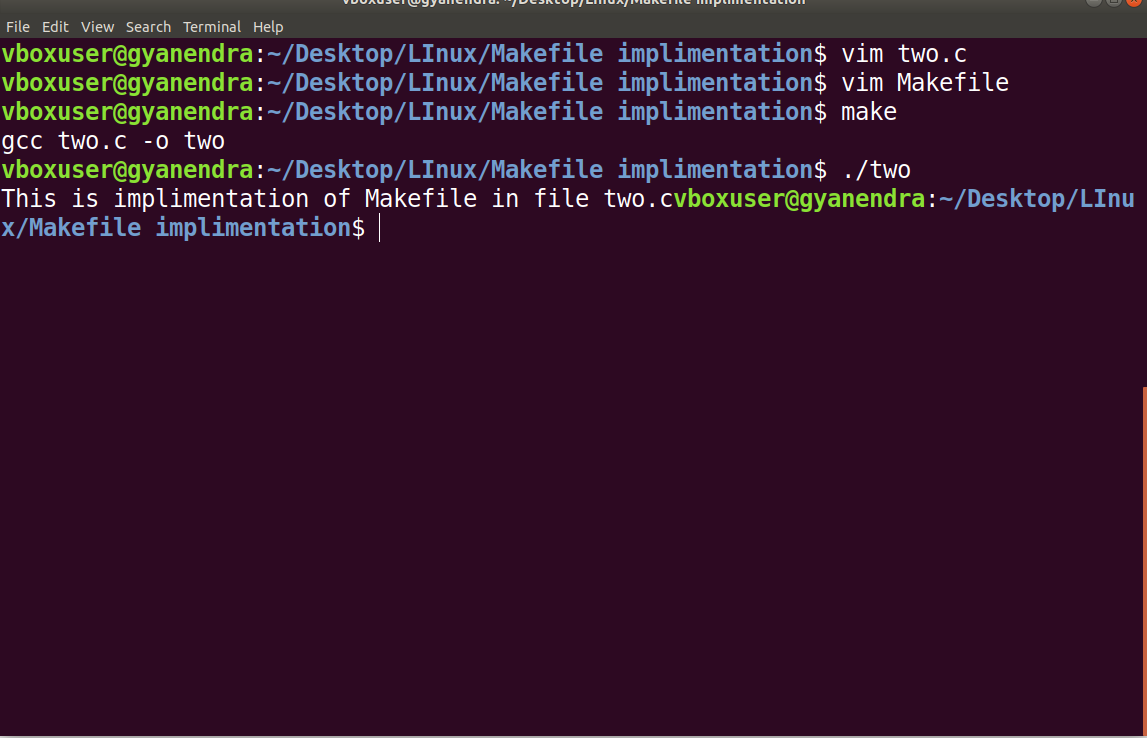 vboxuser@gyanendra: ~/Desktop/LInux/Makefile implimentation
File Edit View Search Terminal Help
vboxuser@gyanendra:~/Desktop/LInux/Makefile implimentation$ vim two.c
vboxuser@gyanendra:~/Desktop/LInux/Makefile implimentation$ vim Makefile
vboxuser@gyanendra:~/Desktop/LInux/Makefile implimentation$ make
gcc two.c -o two
vboxuser@gyanendra:~/Desktop/LInux/Makefile implimentation$ ./two
This is implimentation of Makefile in file two.cvboxuser@gyanendra:~/Desktop/LInu
x/Makefile implimentation$